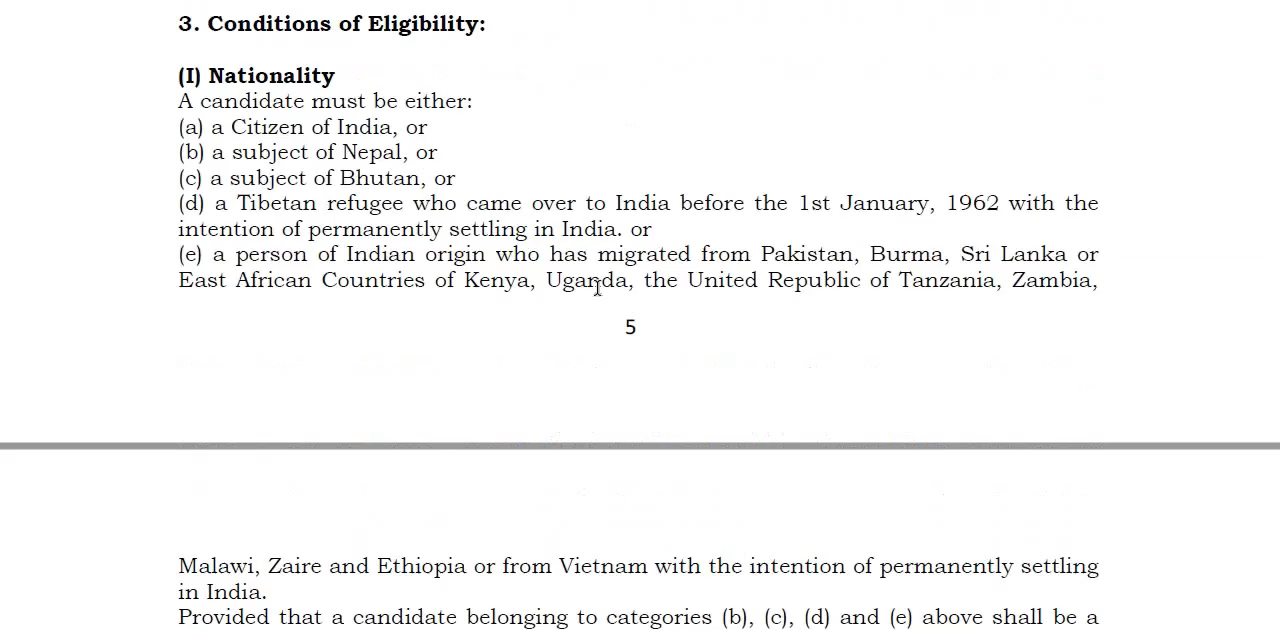 3. Conditions of Eligibility:
(I) Nationality
A candidate must be either:
(a) a Citizen of India, or
(b) a subject of Nepal, or
(c) a subject of Bhutan, or
(d) a Tibetan refugee who came over to India before the 1st January, 1962 with the
intention of permanently settling in India. or
(e) a person of Indian origin who has migrated from Pakistan, Burma, Sri Lanka or
East African Countries of Kenya, Uganda, the United Republic of Tanzania, Zambia,
5
Malawi, Zaire and Ethiopia or from Vietnam with the intention of permanently settling
in India.
Provided that a candidate belonging to categories (b), (c), (d) and (e) above shall be a